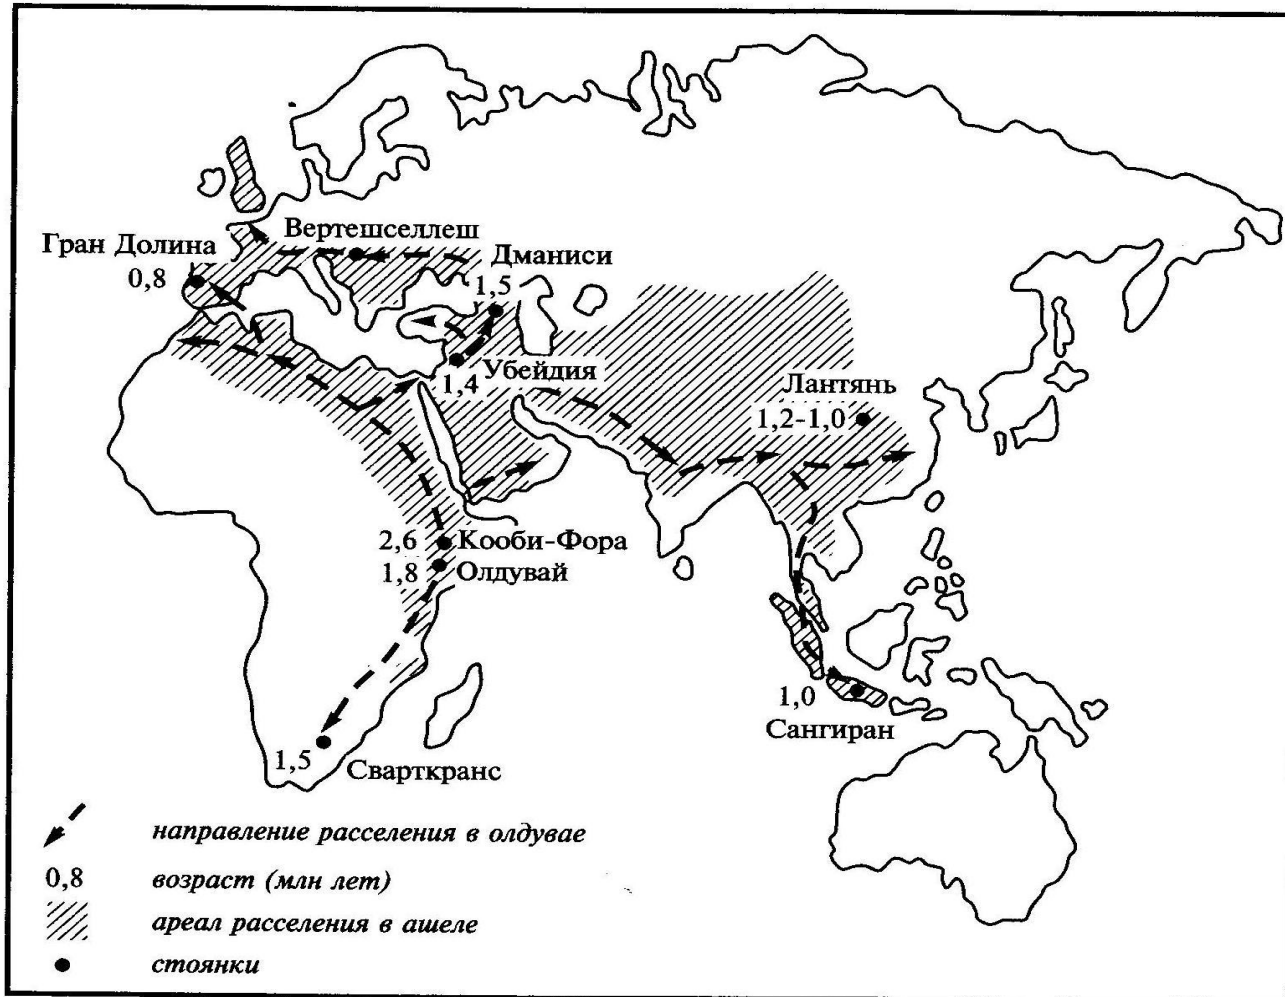 Вертешселлеш
Гран Долина
0,8
Дманиси
1,5
Убейдия
1,4
Лантянь
1,2-1,0
2,6
Кооби-Фора
1,8
Олдувай
1,0
Сангиран
1,5
Сварткранс
направление расселения в олдувае
0,8
возраст (млн лет)
ареал расселения в ашеле
стоянки